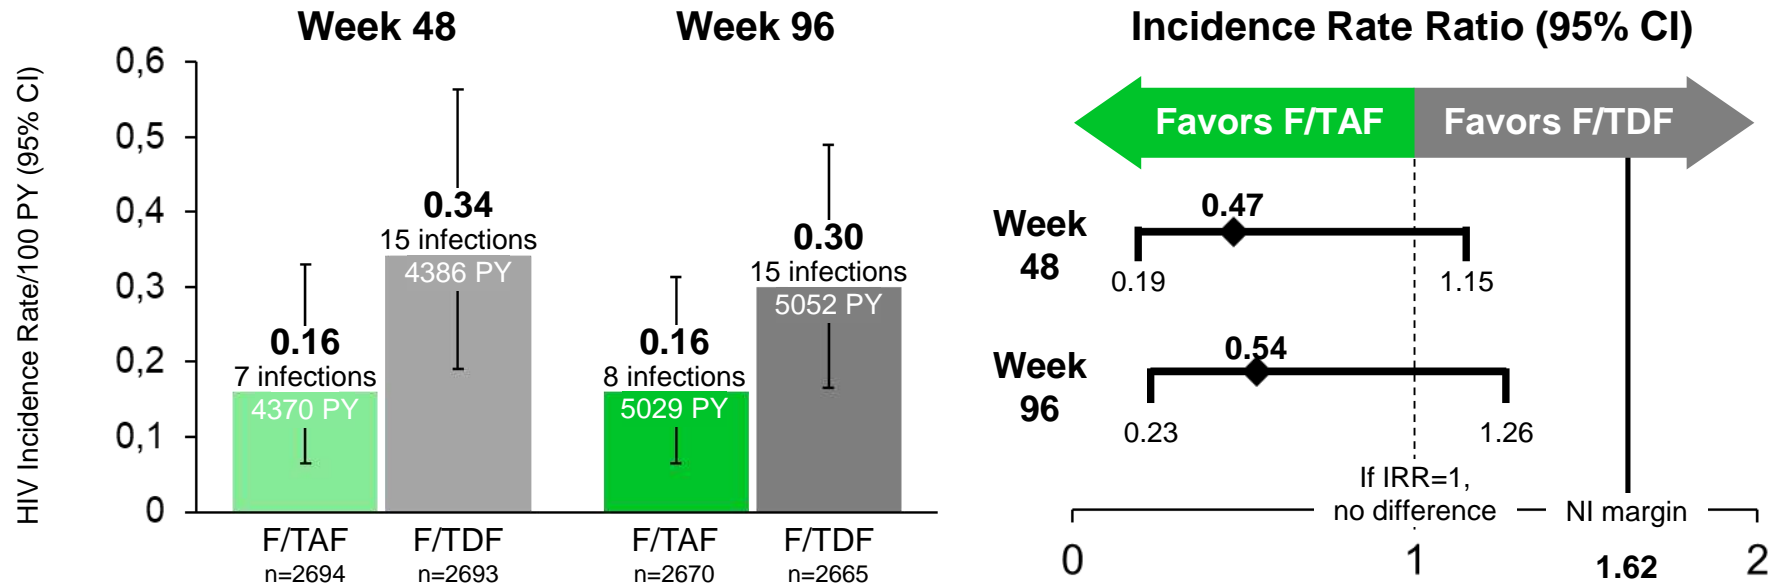 Week 48
Week 96
HIV Incidence Rate/100 PY (95% CI)
0,6
0,5
0,4
0,3
0,2
0,1
0
0.16
7 infections
4370 PY
0.34
15 infections
4386 PY
0.16
8 infections
5029 PY
0.30
15 infections
5052 PY
F/TAF
n=2694
F/TDF
n=2693
F/TAF
n=2670
F/TDF
n=2665
Incidence Rate Ratio (95% CI)
Favors F/TAF
Favors F/TDF
Week
48
0.47
0.19
1.15
Week
96
0.54
0.23
1.26
If IRR=1,
no difference
NI margin
0
1
1.62
2